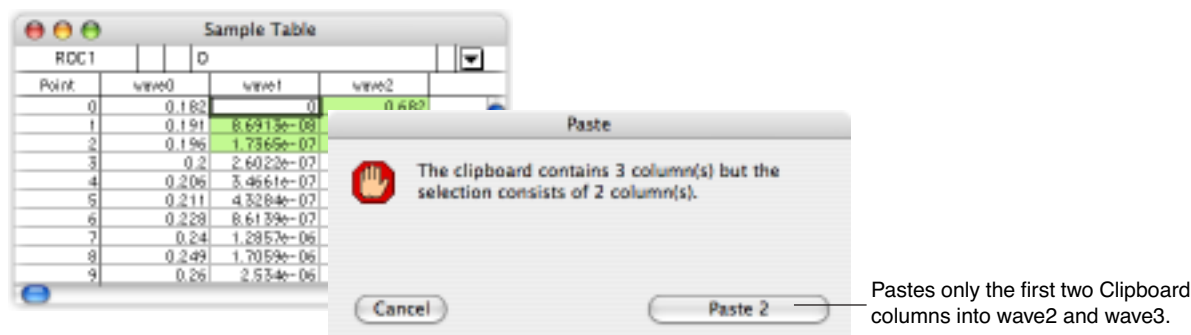 Sample Table
R0C1 0
Point wave0 wave1 wave2
0 0.182 0 0.682
1 0.191 8.6913e-08
2 0.196 1.7365e-07
3 0.2 2.6022e-07
4 0.206 3.4661e-07
5 0.211 4.3284e-07
6 0.228 8.6139e-07
7 0.24 1.2857e-06
8 0.249 1.7059e-06
9 0.26 2.534e-06
Paste
The clipboard contains 3 column(s) but the
selection consists of 2 column(s).
Cancel Paste 2
Pastes only the first two Clipboard
columns into wave2 and wave3.